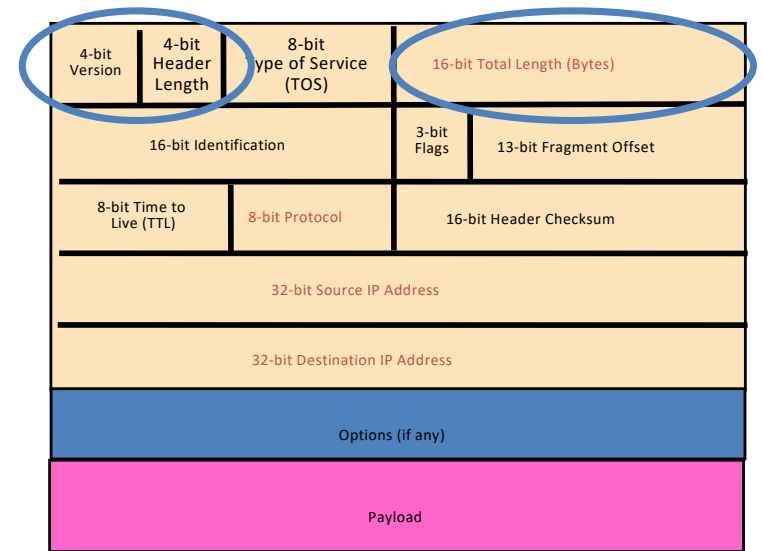 4-bit
Version
4-bit
Header
Length
8-bit
Type of Service
(TOS)
16-bit Total Length (Bytes)
16-bit Identification
3-bit
Flags
13-bit Fragment Offset
8-bit Time to
Live (TTL)
8-bit Protocol
16-bit Header Checksum
32-bit Source IP Address
32-bit Destination IP Address
Options (if any)
Payload